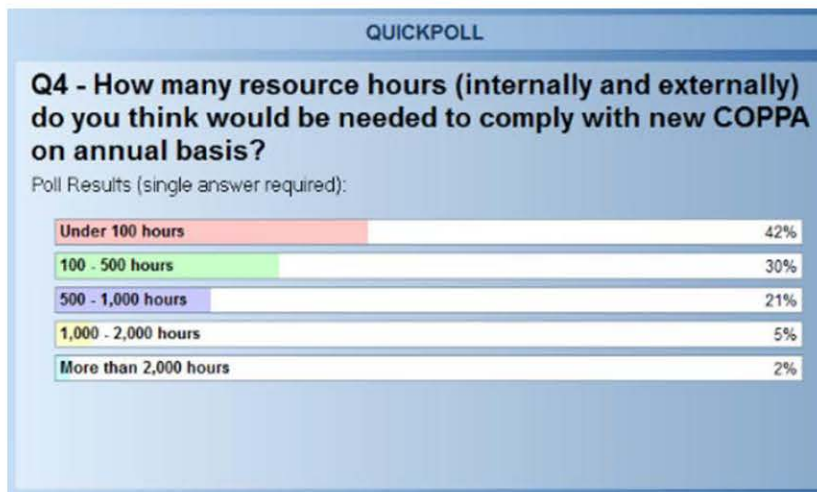 QUICKPOLL
Q4 - How many resource hours (internally and externally)
do you think would be needed to comply with new COPPA
on annual basis?
Poll Results (single answer required):
Under 100 hours 42%
100 - 500 hours 30%
500 - 1,000 hours 21%
1,000 - 2,000 hours 5%
More than 2,000 hours 2%